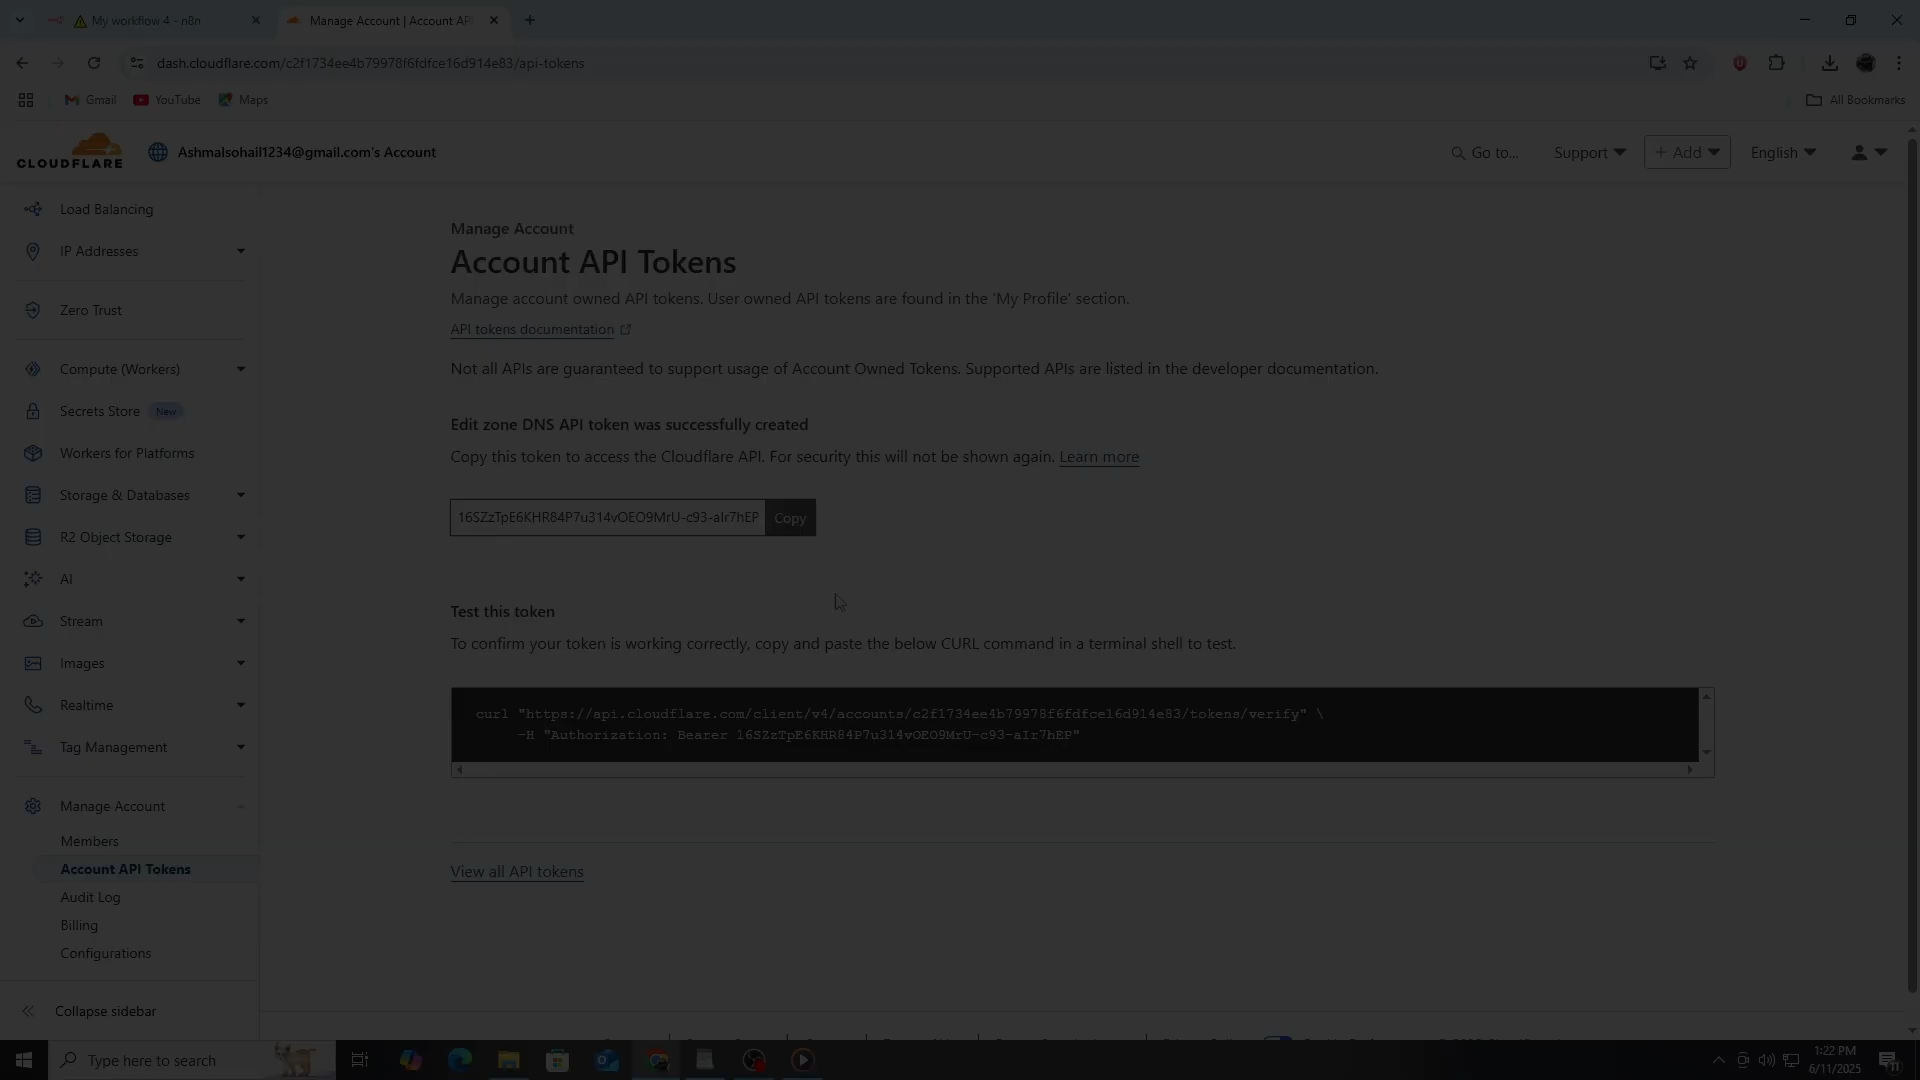 My workflow 4 - n8n
Manage Account | Account API
dash.cloudflare.com/c2f1734ee4b79978f6fdfce16d914e83/api-tokens
Gmail
YouTube
Maps
All Bookmarks
CLOUDFLARE
Ashmalsohail1234@gmail.com's Account
Go to...
Support
+ Add
English
Load Balancing
IP Addresses
Zero Trust
Compute (Workers)
Secrets Store New
Workers for Platforms
Storage & Databases
R2 Object Storage
AI
Stream
Images
Realtime
Tag Management
Manage Account
Members
Account API Tokens
Audit Log
Billing
Configurations
Collapse sidebar
Manage Account
Account API Tokens
Manage account owned API tokens. User owned API tokens are found in the 'My Profile' section.
API tokens documentation
Not all APIs are guaranteed to support usage of Account Owned Tokens. Supported APIs are listed in the developer documentation.
Edit zone DNS API token was successfully created
Copy this token to access the Cloudflare API. For security this will not be shown again. Learn more
16SZzTpE6KHR84P7u314vOEO9MrU-c93-aIr7hEP
Copy
Test this token
To confirm your token is working correctly, copy and paste the below CURL command in a terminal shell to test.
curl "https://api.cloudflare.com/client/v4/accounts/c2f1734ee4b79978f6fdfce16d914e83/tokens/verify" \
-H "Authorization: Bearer 16SZzTpE6KHR84P7u314vOEO9MrU-c93-aIr7hEP"
View all API tokens
Type here to search
1:22 PM
6/11/2025